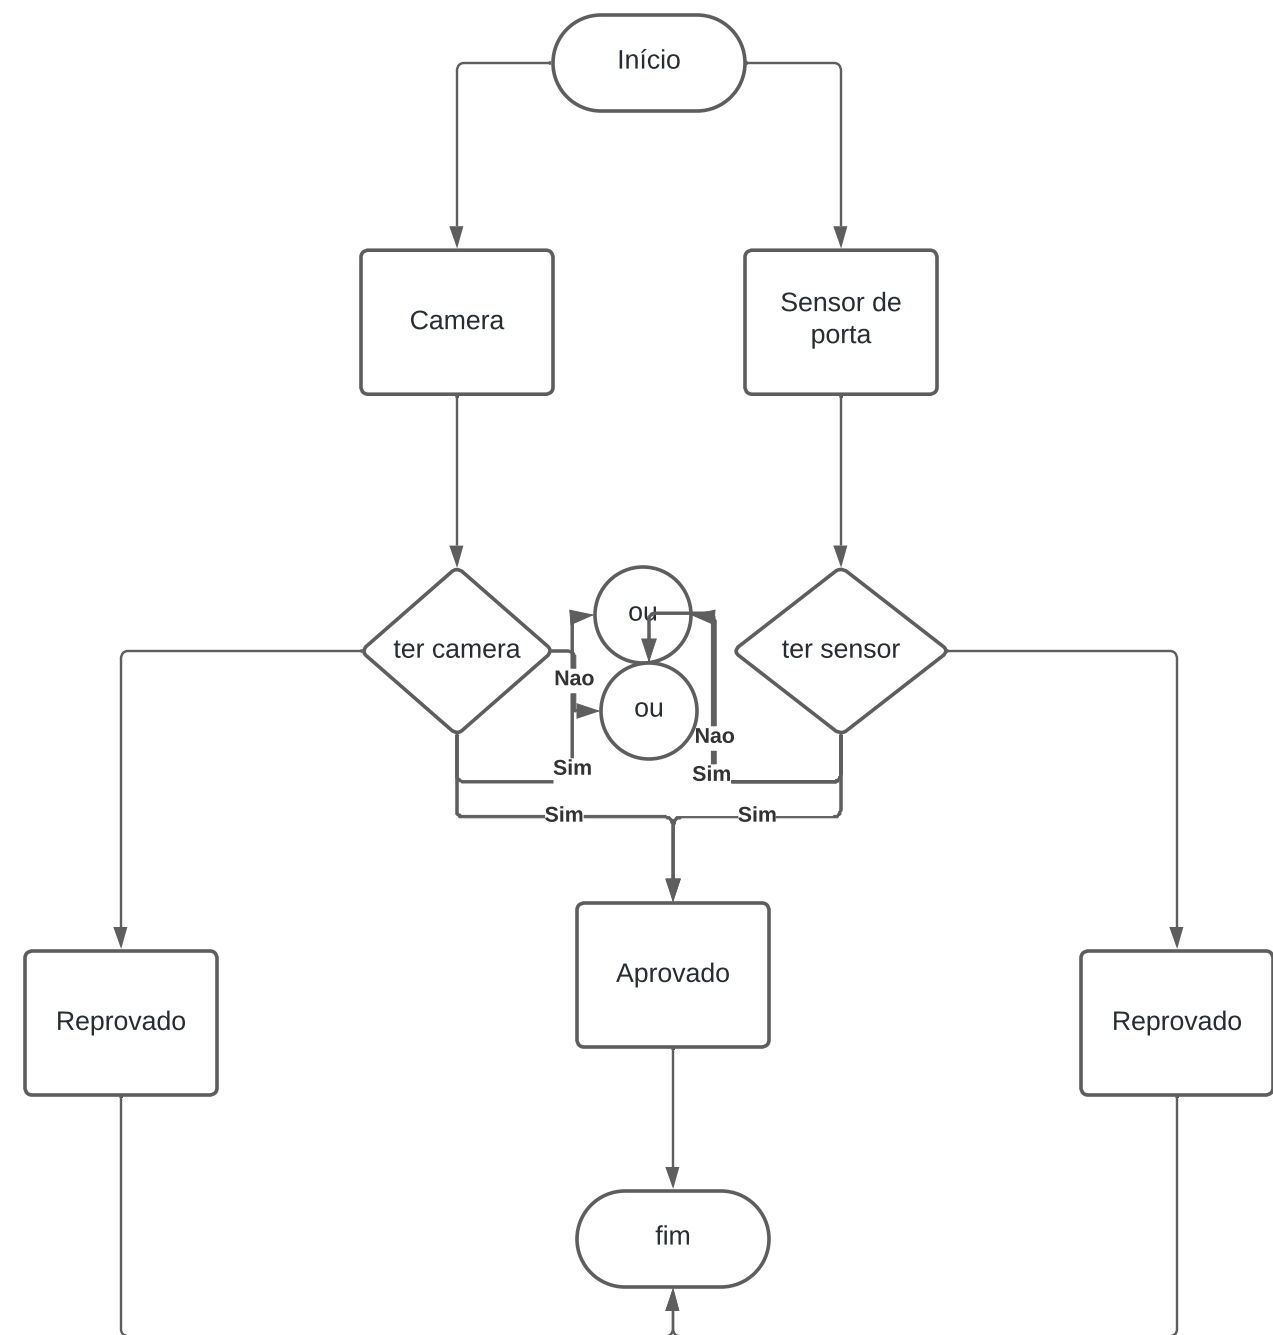 Início
Camera
Sensor de
porta
ter camera
ou
ter sensor
Nao
ou
Nao
Sim
Sim
Sim
Sim
Aprovado
Reprovado
Reprovado
fim